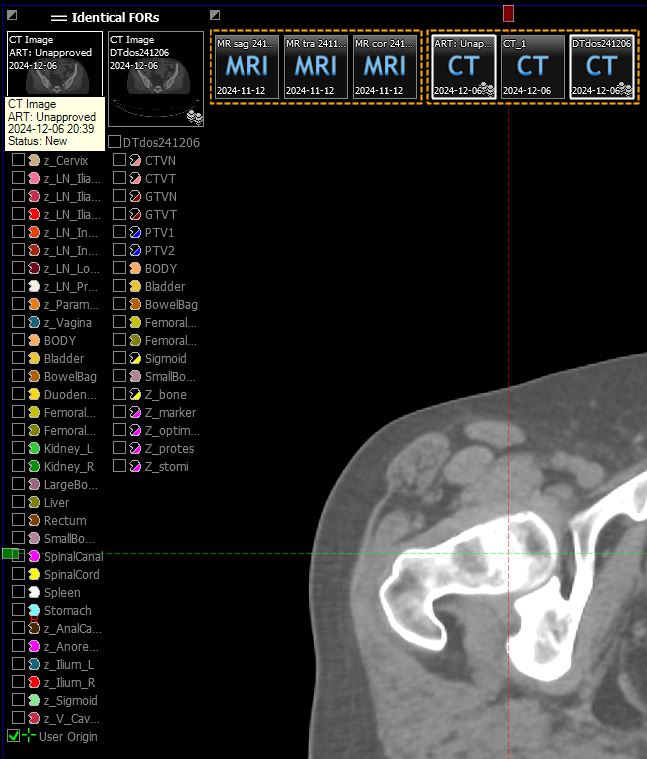 Identical FORs
CT Image
ART: Unapproved
2024-12-06
CT Image
DTdos241206
2024-12-06
MR sag 241...
MRI
2024-11-12
MR tra 2411...
MRI
2024-11-12
MR cor 241...
MRI
2024-11-12
ART: Unap...
CT
2024-12-06
CT_1
CT
2024-12-06
DTdos241206
CT
2024-12-06
CT Image
ART: Unapproved
2024-12-06 20:39
Status: New
z_Cervix
z_LN_Ilia...
z_LN_Ilia...
z_LN_Ilia...
z_LN_In...
z_LN_In...
z_LN_Lo...
z_LN_Pr...
z_Param...
z_Vagina
BODY
Bladder
BowelBag
Duoden...
Femoral...
Femoral...
Kidney_L
Kidney_R
LargeBo...
Liver
Rectum
SmallBo...
SpinalCanal
SpinalCord
Spleen
Stomach
z_AnalCa...
z_Anore...
z_Ilium_L
z_Ilium_R
z_Sigmoid
z_V_Cav...
User Origin
DTdos241206
CTVN
CTVT
GTVN
GTVT
PTV1
PTV2
BODY
Bladder
BowelBag
Femoral...
Femoral...
Sigmoid
SmallBo...
Z_bone
Z_marker
Z_optim...
Z_protes
Z_stomi